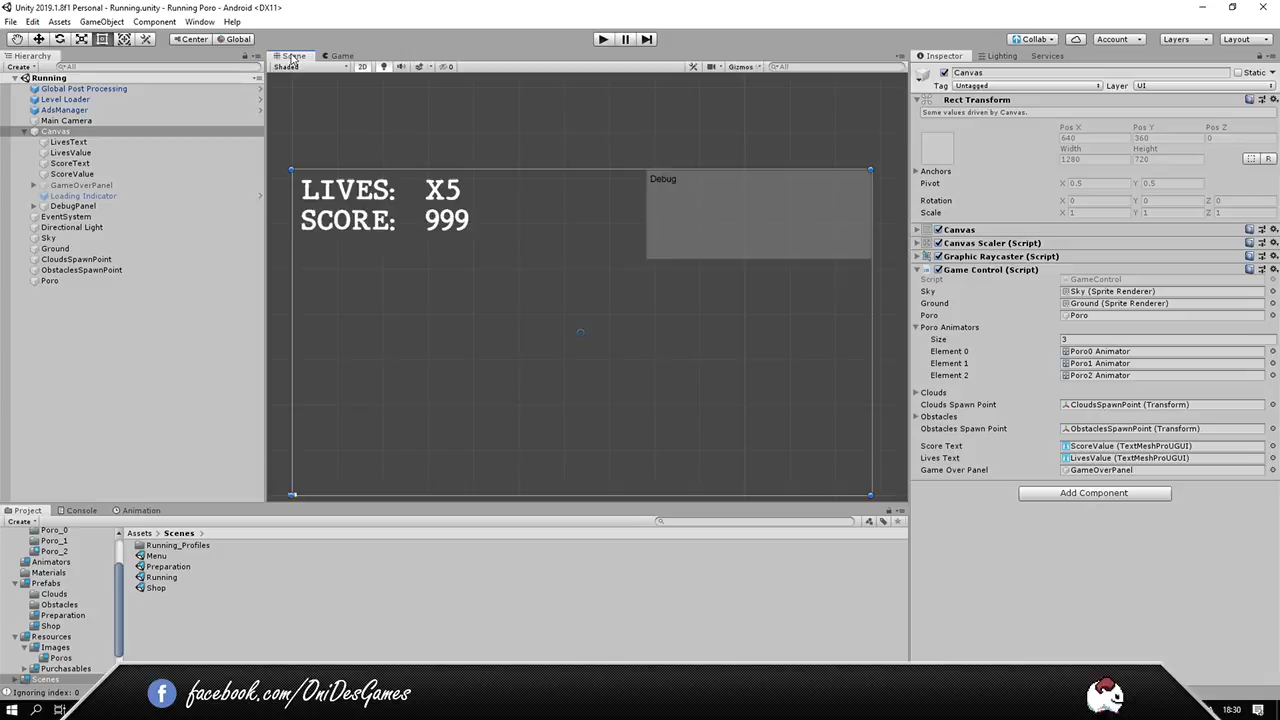 Unity 2019.1.8f1 Personal - Running.unity - Running Poro - Android <DX11>
File Edit Assets GameObject Component Window Help
Center Global Collab Account Layers Layout
Hierarchy Scene Game Inspector Lighting Services
Create All Shaded 2D 0 Gizmos All
Canvas Static
Tag Untagged Layer UI
Running
Global Post Processing
Level Loader
AdsManager
Main Camera
Canvas
LivesText
LivesValue
ScoreText
ScoreValue
GameOverPanel
Loading Indicator
DebugPanel
EventSystem
Directional Light
Sky
Ground
CloudsSpawnPoint
ObstaclesSpawnPoint
Poro
LIVES: X5
SCORE: 999
Debug
Rect Transform
Some values driven by Canvas.
Pos X Pos Y Pos Z
640 360 0
Width Height
1280 720
R
Anchors
Pivot X 0.5 Y 0.5
Rotation X 0 Y 0 Z 0
Scale X 1 Y 1 Z 1
Canvas
Canvas Scaler (Script)
Graphic Raycaster (Script)
Game Control (Script)
Script GameControl
Sky Sky (Sprite Renderer)
Ground Ground (Sprite Renderer)
Poro Poro
Poro Animators
Size 3
Element 0 Poro0 Animator
Element 1 Poro1 Animator
Element 2 Poro2 Animator
Clouds
Clouds Spawn Point CloudsSpawnPoint (Transform)
Obstacles
Obstacles Spawn Point ObstaclesSpawnPoint (Transform)
Score Text ScoreValue (TextMeshProUGUI)
Lives Text LivesValue (TextMeshProUGUI)
Game Over Panel GameOverPanel
Add Component
Project Console Animation
Create
Poro_0
Poro_1
Poro_2
Animators
Materials
Prefabs
Clouds
Obstacles
Preparation
Shop
Resources
Images
Poros
Purchasables
Scenes
Assets Scenes
Running_Profiles
Menu
Preparation
Running
Shop
Ignoring index: 0
facebook.com/OniDesGames
18:30